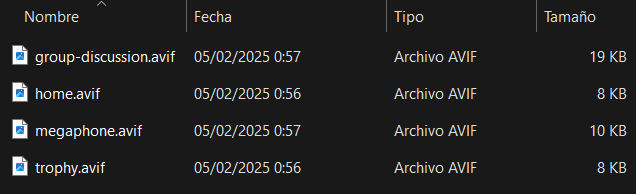 Nombre Fecha Tipo Tamaño
group-discussion.avif 05/02/2025 0:57 Archivo AVIF 19 KB
home.avif 05/02/2025 0:56 Archivo AVIF 8 KB
megaphone.avif 05/02/2025 0:57 Archivo AVIF 10 KB
trophy.avif 05/02/2025 0:56 Archivo AVIF 8 KB